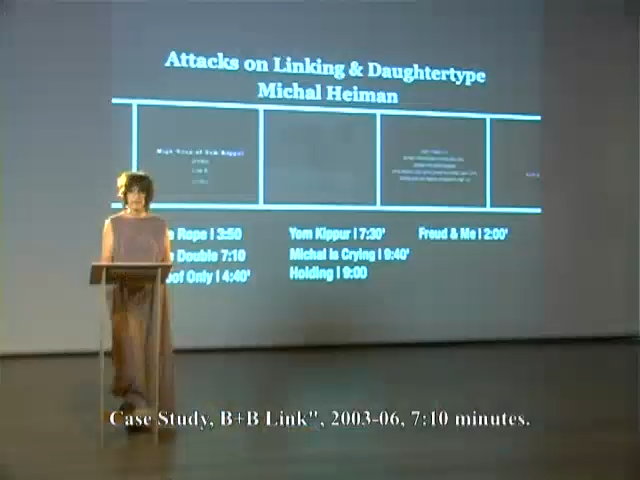 Attacks on Linking & Daughtertype
Michal Heiman
Rope | 3:50
Yom Kippur | 7:30'
Freud & Me | 2:00'
Double 7:10
Michal is Crying | 9:40'
Only | 4:40'
Holding | 9:00
Case Study, B+B Link", 2003-06, 7:10 minutes.